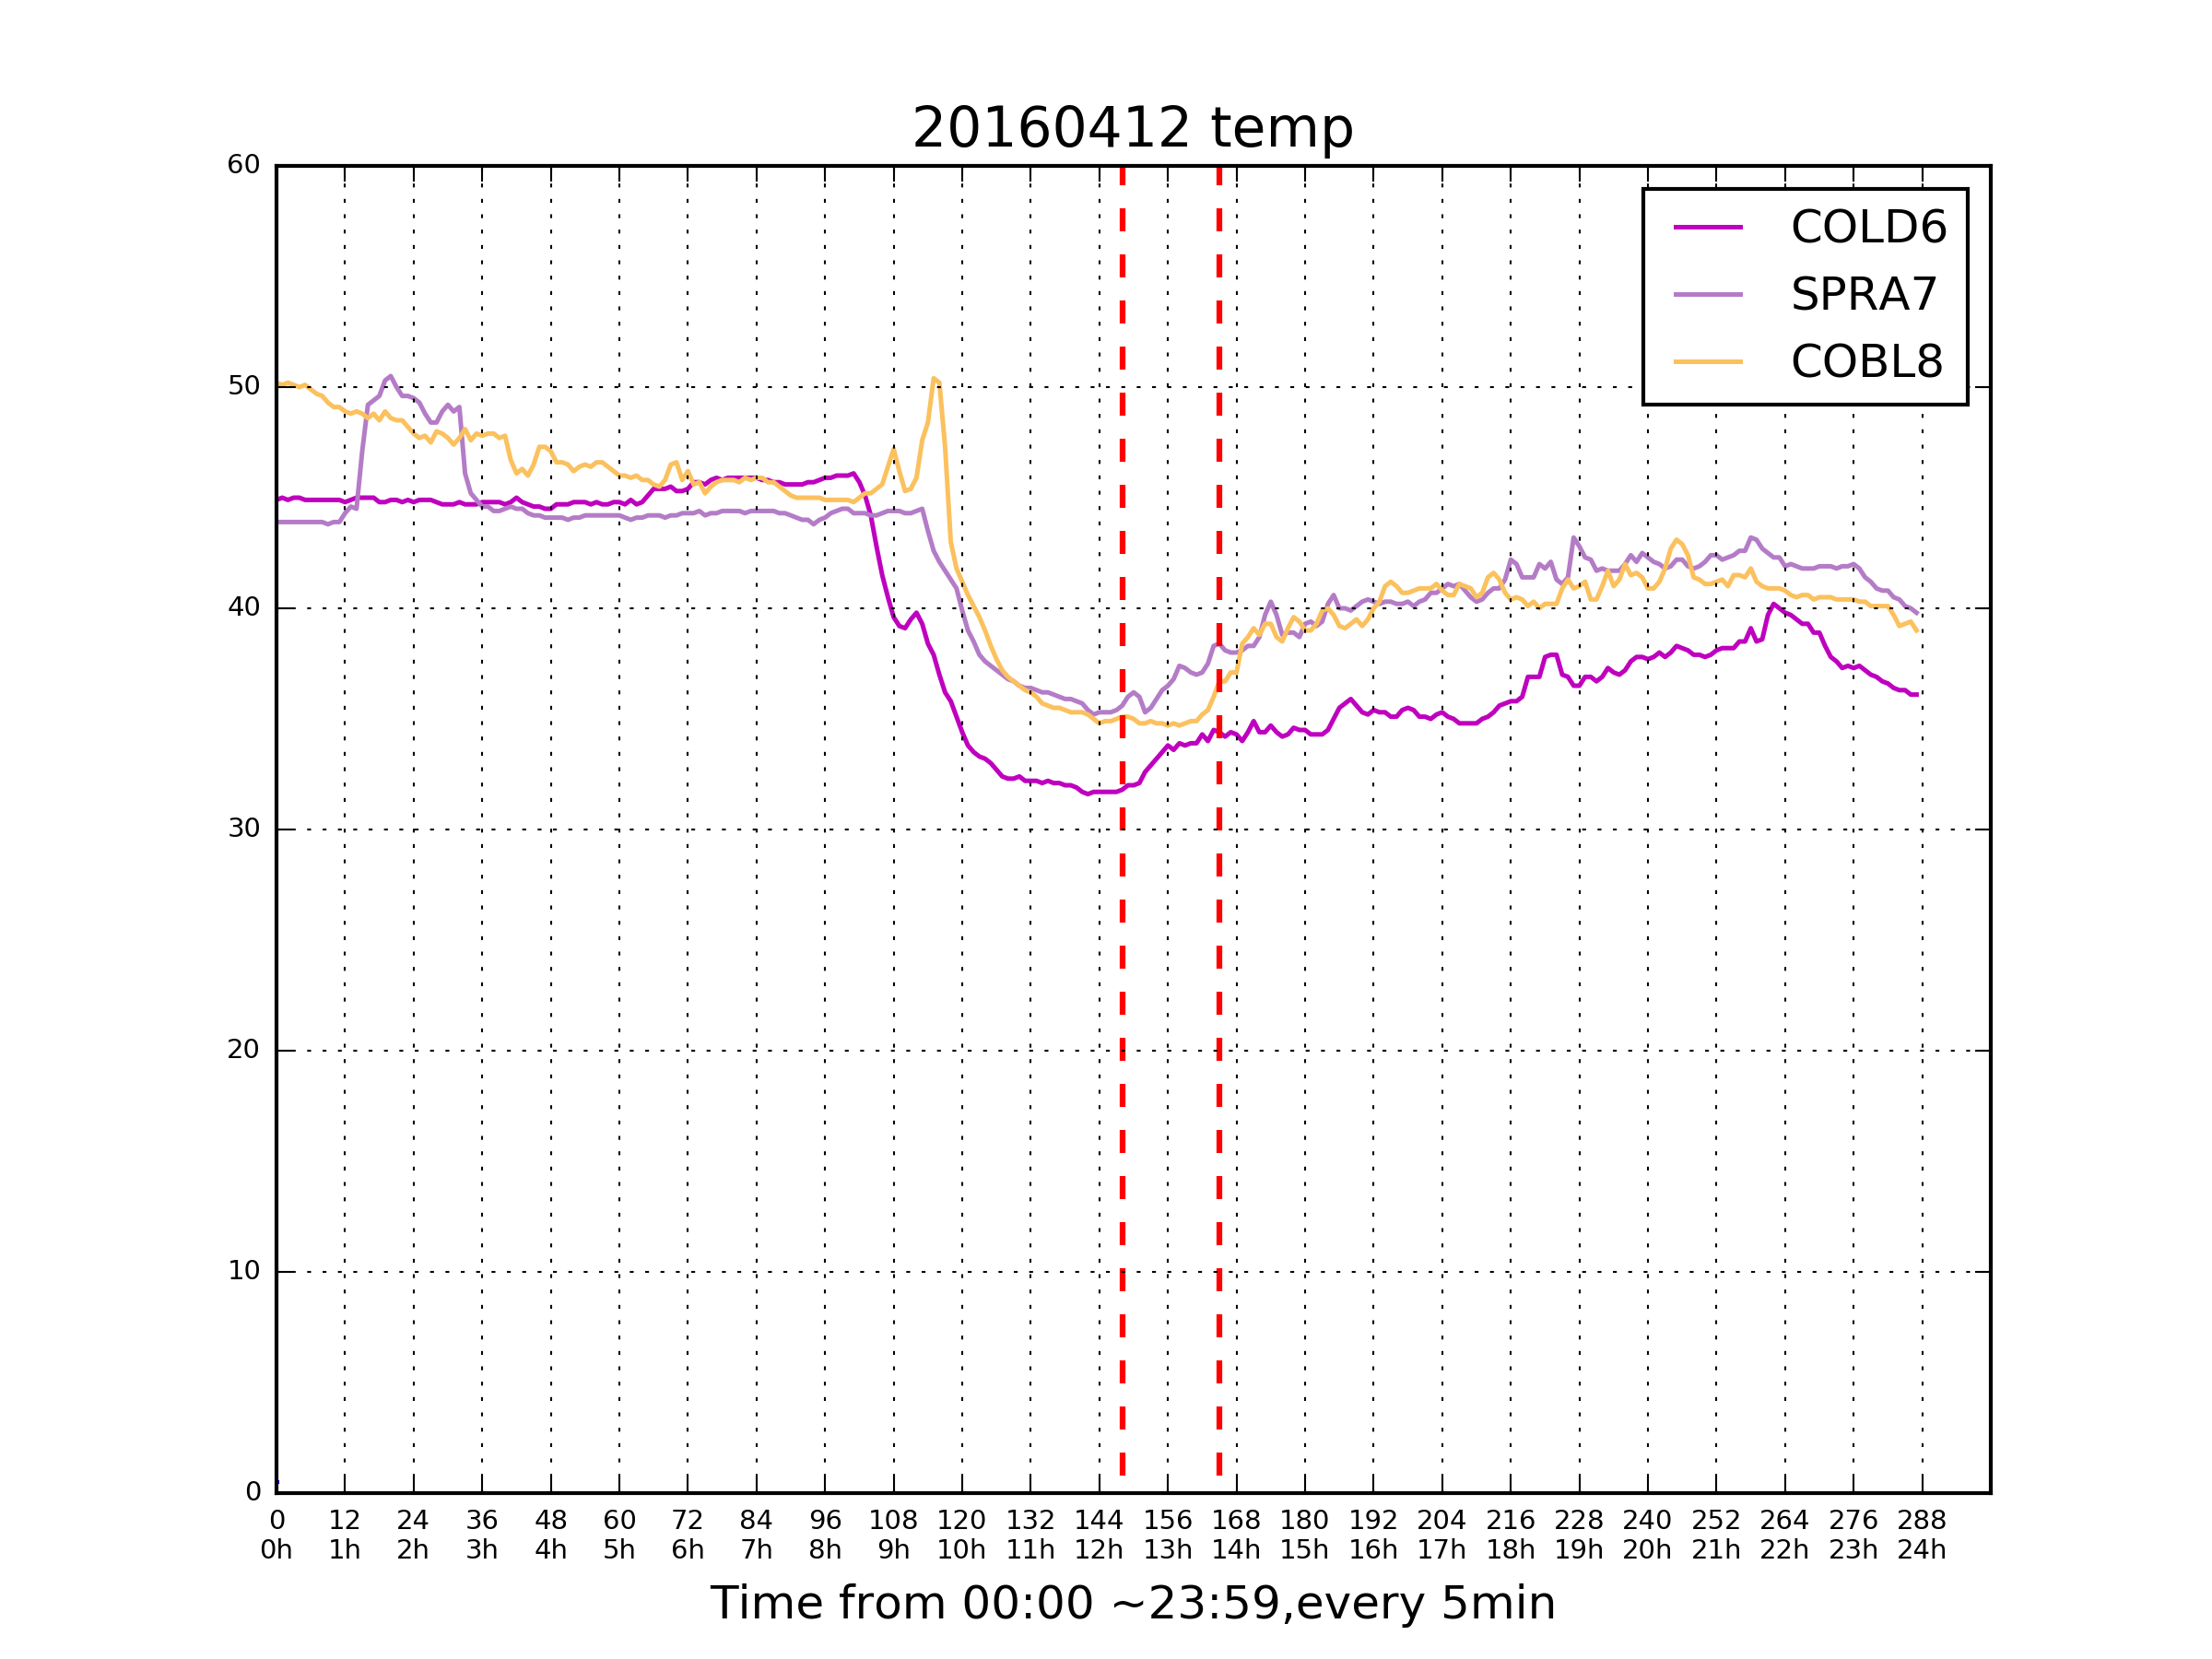 20160412 temp
60
50
40
30
20
10
0
COLD6
SPRA7
COBL8
0 12 24 36 48 60 72 84 96 108 120 132 144 156 168 180 192 204 216 228 240 252 264 276 288
0h 1h 2h 3h 4h 5h 6h 7h 8h 9h 10h 11h 12h 13h 14h 15h 16h 17h 18h 19h 20h 21h 22h 23h 24h
Time from 00:00 ~23:59,every 5min